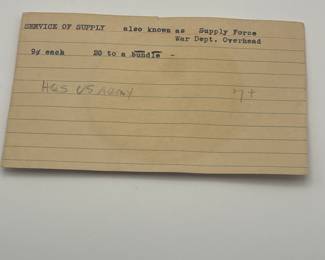 SERVICE OF SUPPLY also known as Supply Force
War Dept. Overhead
9¢ each 20 to a bundle -
HQS US ARMY